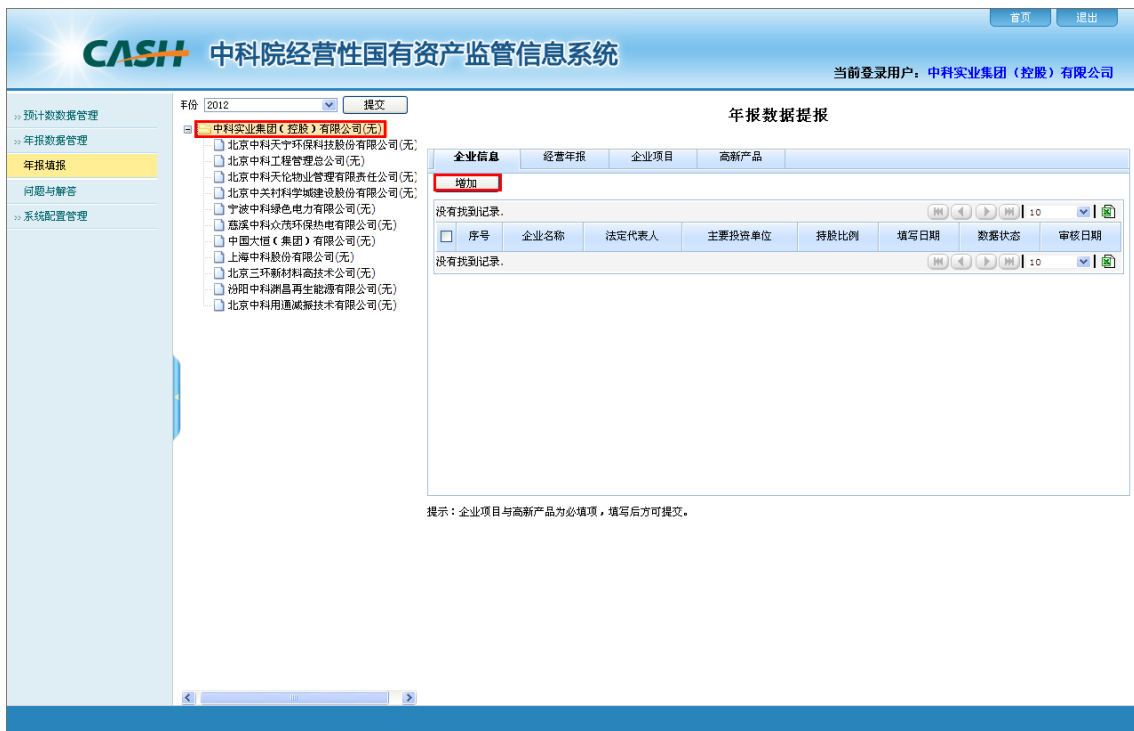 首页 退出
CASH 中科院经营性国有资产监管信息系统
当前登录用户：中科实业集团（控股）有限公司
预计数数据管理
年报数据管理
年报填报
问题与解答
系统配置管理
年份 2012 提交
中科实业集团(控股)有限公司(无)
北京中科天宁环保科技股份有限公司(无)
北京中科工程管理总公司(无)
北京中科天伦物业管理有限责任公司(无)
北京中关村科学城建设股份有限公司(无)
宁波中科绿色电力有限公司(无)
慈溪中科众茂环保热电有限公司(无)
中国大恒(集团)有限公司(无)
上海中科股份有限公司(无)
北京三环新材料高技术公司(无)
汾阳中科渊昌再生能源有限公司(无)
北京中科用通减振技术有限公司(无)
年报数据提报
企业信息 经营年报 企业项目 高新产品
增加
没有找到记录. 10
序号 企业名称 法定代表人 主要投资单位 持股比例 填写日期 数据状态 审核日期
没有找到记录. 10
提示：企业项目与高新产品为必填项，填写后方可提交。